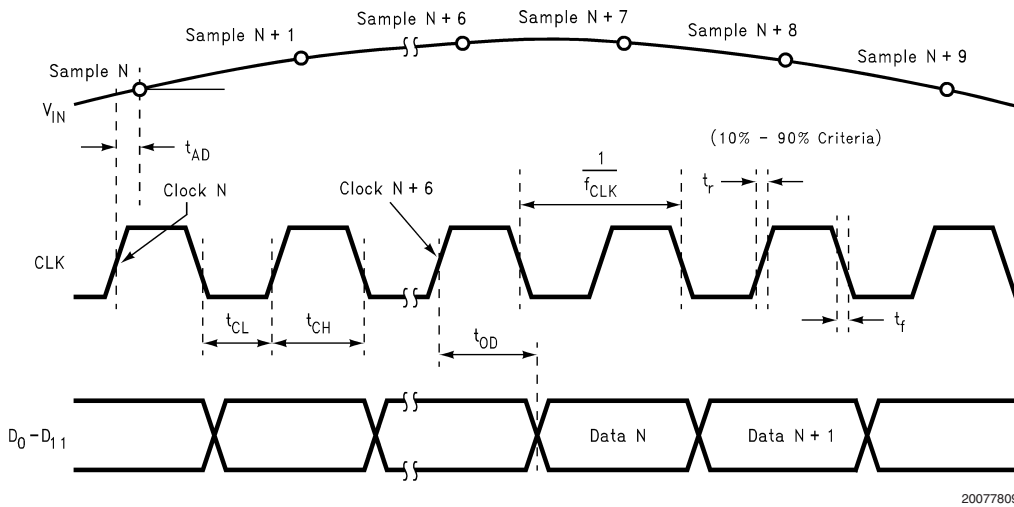 Sample N
Sample N + 1
Sample N + 6
Sample N + 7
Sample N + 8
Sample N + 9
V_IN
t_AD
(10% - 90% Criteria)
Clock N
Clock N + 6
1
f_CLK
t_r
CLK
t_CL
t_CH
t_OD
t_f
D_0-D_11
Data N
Data N + 1
20077809